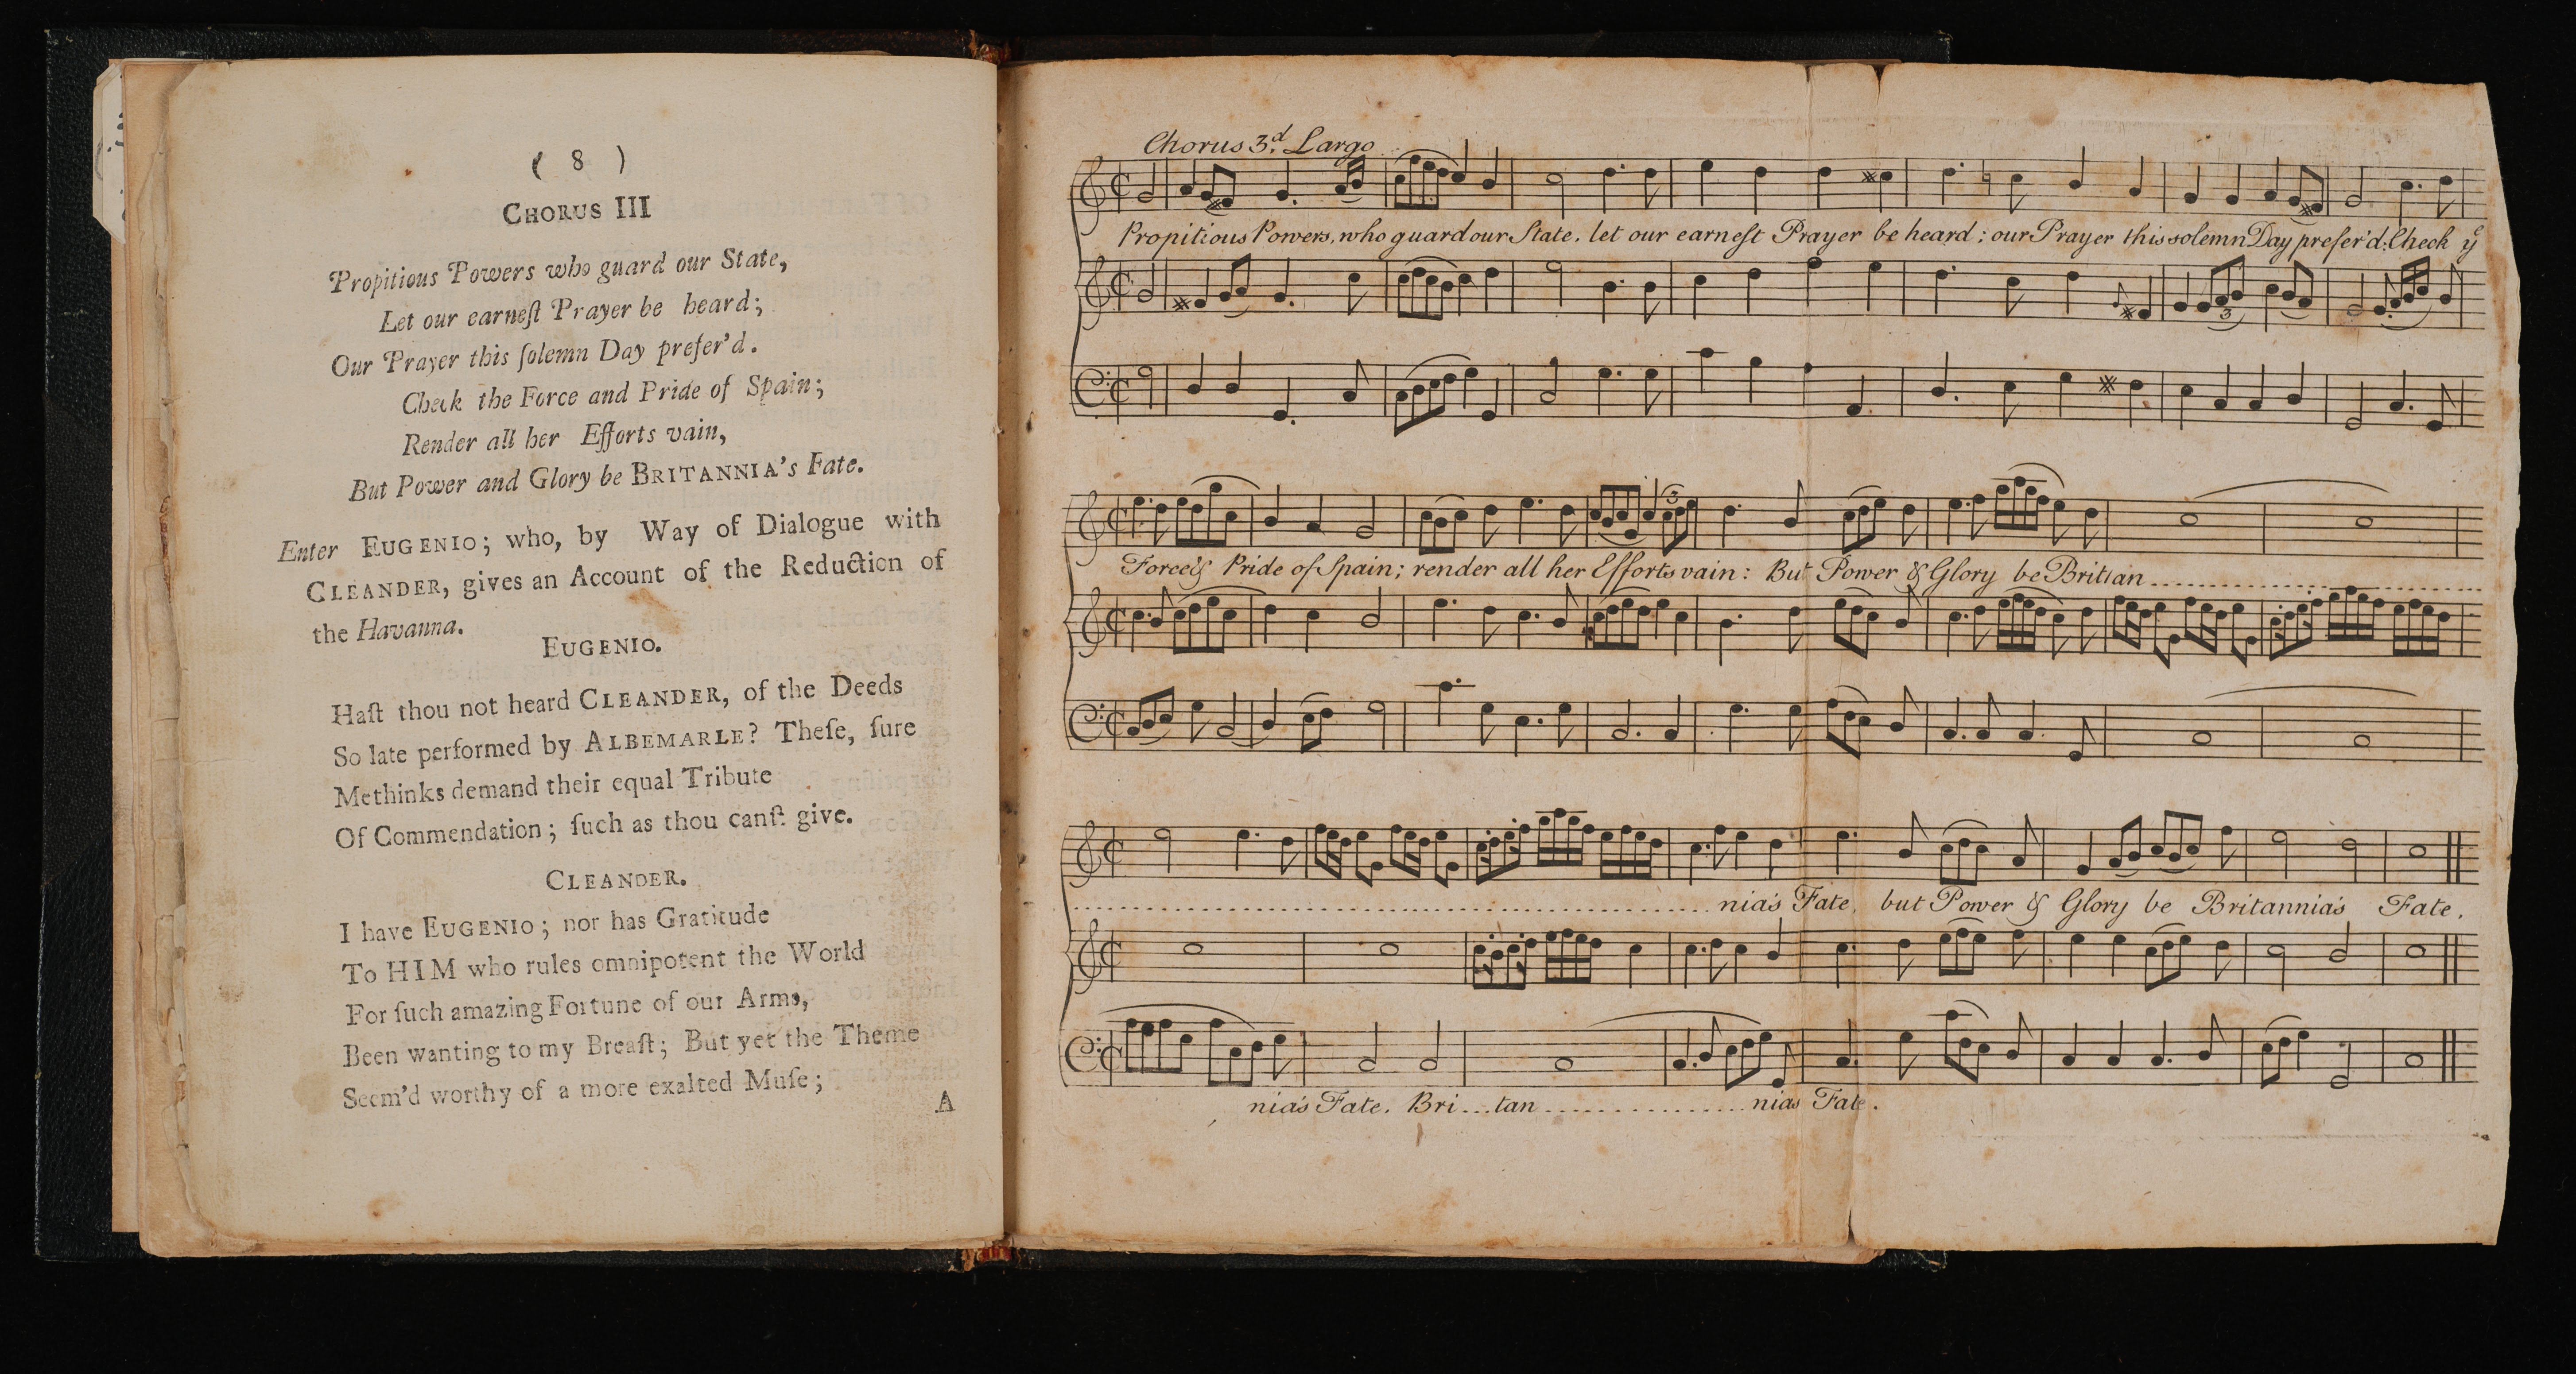 ( 8 )
CHORUS III
Propitious Powers who guard our State,
Let our earneſt Prayer be heard;
Our Prayer this ſolemn Day prefer'd.
Check the Force and Pride of Spain;
Render all her Efforts vain,
But Power and Glory be BRITANNIA's Fate.
Enter EUGENIO; who, by Way of Dialogue with
CLEANDER, gives an Account of the Reduction of
the Havanna.
EUGENIO.
Haſt thou not heard CLEANDER, of the Deeds
So late performed by ALBEMARLE? Theſe, ſure
Methinks demand their equal Tribute
Of Commendation; ſuch as thou canſt give.
CLEANDER.
I have EUGENIO; nor has Gratitude
To HIM who rules omnipotent the World
For ſuch amazing Fortune of our Arms,
Been wanting to my Breaſt; But yet the Theme
Seem'd worthy of a more exalted Muſe;
A
Chorus 3.d Largo
Propitious Powers, who guard our State. let our earneſt Prayer be heard; our Prayer this solemn Day prefer'd; Check ye
3
Force & Pride of Spain; render all her Efforts vain: But Power & Glory be Brittan
3
nia's Fate, but Power & Glory be Britannia's Fate.
nia's Fate. Bri...tan nias Fate.